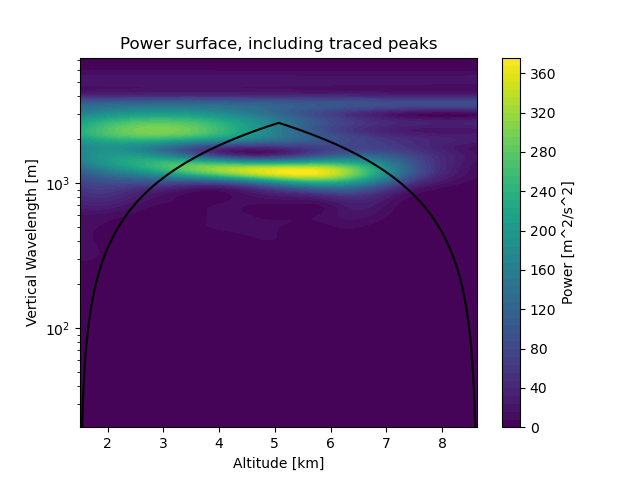 Power surface, including traced peaks
Vertical Wavelength [m]
10^3
10^2
2 3 4 5 6 7 8
Altitude [km]
360
320
280
240
200
160
120
80
40
0
Power [m^2/s^2]